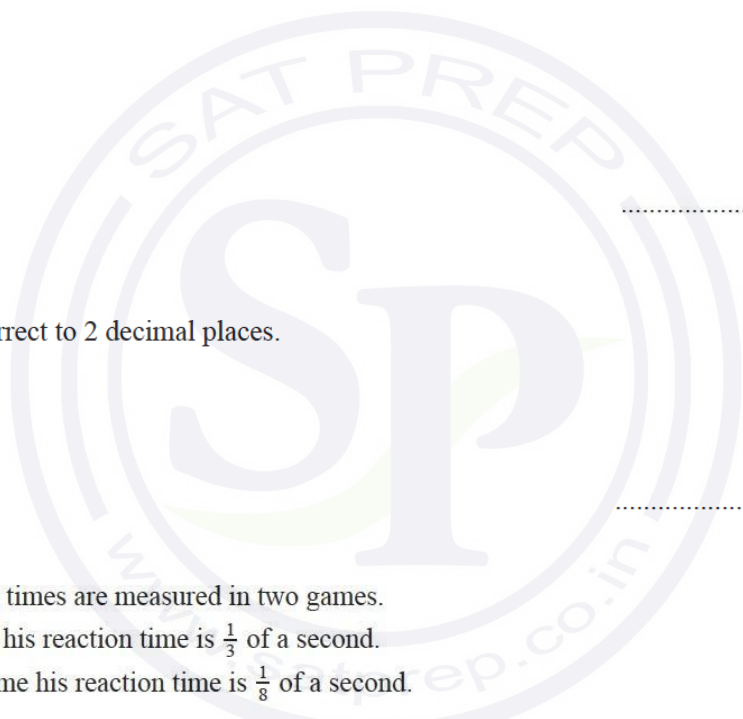 SAT PREP
SP
rrect to 2 decimal places.
times are measured in two games.
his reaction time is 1/3 of a second.
me his reaction time is 1/8 of a second.
www.satprep.co.in